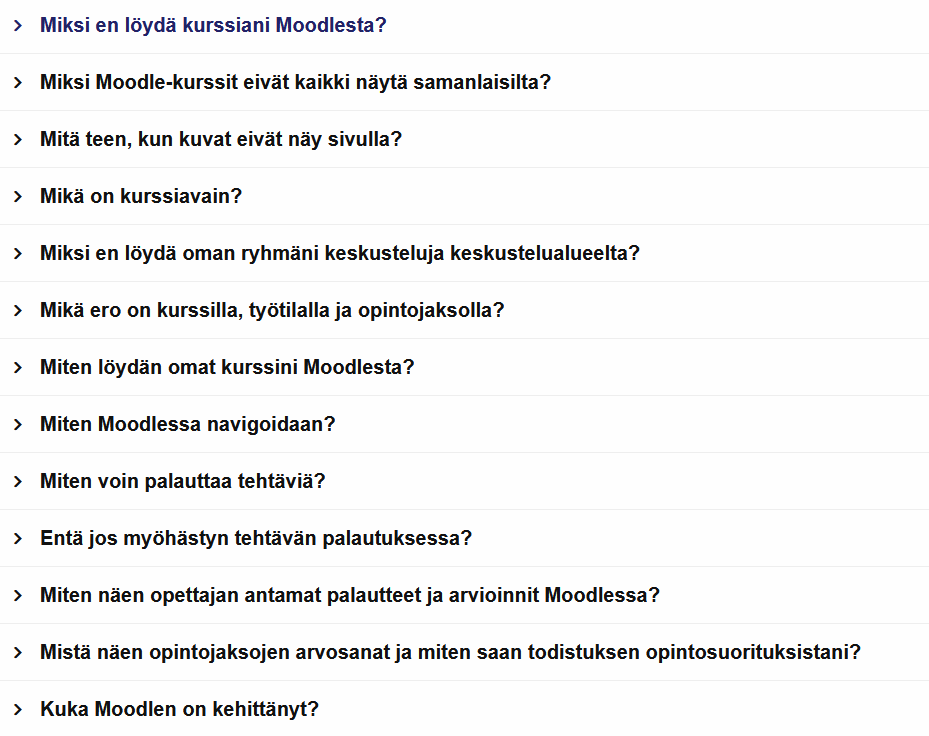 Miksi en löydä kurssiani Moodlesta?
Miksi Moodle-kurssit eivät kaikki näytä samanlaisilta?
Mitä teen, kun kuvat eivät näy sivulla?
Mikä on kurssiavain?
Miksi en löydä oman ryhmäni keskusteluja keskustelualueelta?
Mikä ero on kurssilla, työtilalla ja opintojaksolla?
Miten löydän omat kurssini Moodlesta?
Miten Moodlessa navigoidaan?
Miten voin palauttaa tehtäviä?
Entä jos myöhästyn tehtävän palautuksessa?
Miten näen opettajan antamat palautteet ja arvioinnit Moodlessa?
Mistä näen opintojaksojen arvosanat ja miten saan todistuksen opintosuorituksistani?
Kuka Moodlen on kehittänyt?